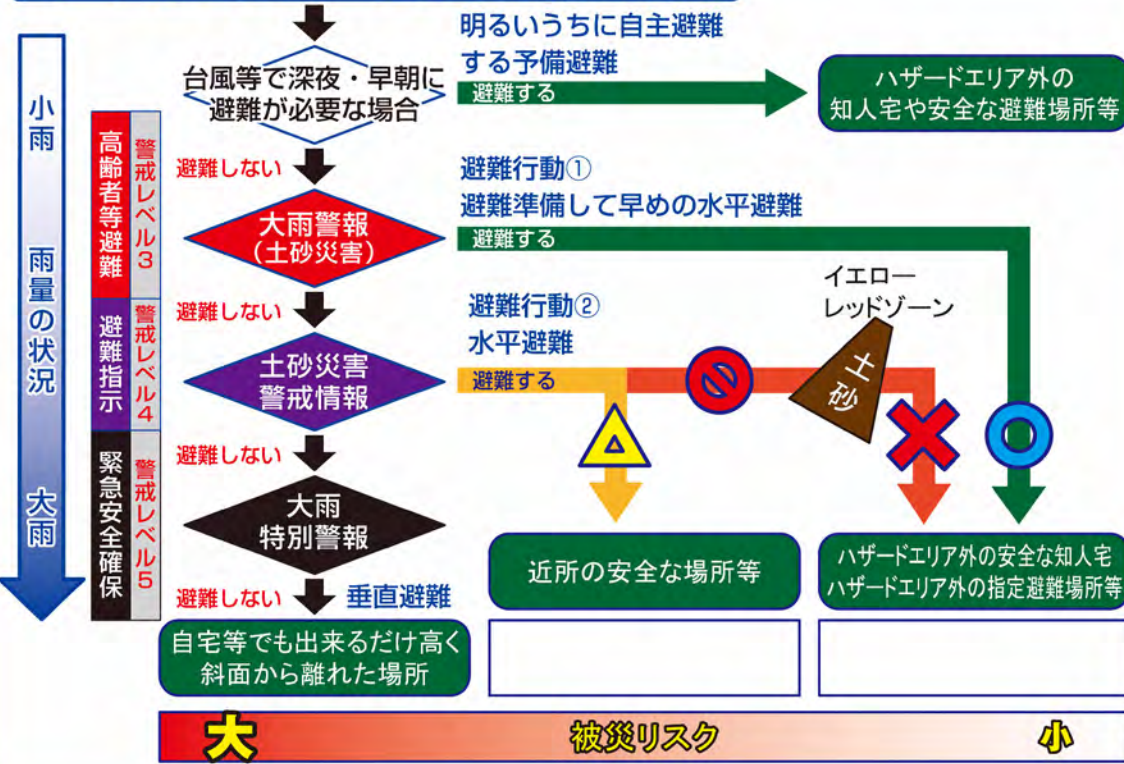 明るいうちに自主避難
する予備避難
台風等で深夜・早朝に
避難が必要な場合
避難する
ハザードエリア外の
知人宅や安全な避難場所等
小雨
雨量の状況
大雨
高齢者等避難
警戒レベル3
避難しない
避難行動①
避難準備して早めの水平避難
大雨警報
（土砂災害）
避難する
イエロー
レッドゾーン
避難指示
警戒レベル4
避難しない
避難行動②
水平避難
土砂災害
警戒情報
避難する
土砂
緊急安全確保
警戒レベル5
避難しない
大雨
特別警報
近所の安全な場所等
ハザードエリア外の安全な知人宅
ハザードエリア外の指定避難場所等
避難しない
垂直避難
自宅等でも出来るだけ高く
斜面から離れた場所
大
被災リスク
小